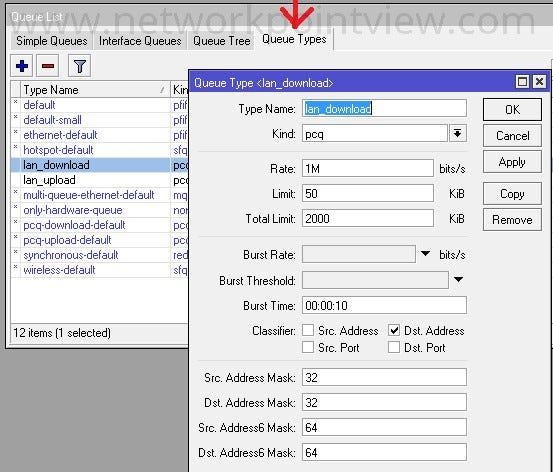 www.networkpointview.com
Queue List
Simple Queues Interface Queues Queue Tree Queue Types
Type Name Kin
* default pfif
* default-small pfif
* ethernet-default pfif
* hotspot-default sfq
lan_download pcq
lan_upload pcq
* multi-queue-ethernet-default mq
* only-hardware-queue non
* pcq-download-default pcq
* pcq-upload-default pcq
* synchronous-default red
* wireless-default sfq
12 items (1 selected)
Queue Type <lan_download>
Type Name: lan_download OK
Kind: pcq Cancel
Rate: 1M bits/s Apply
Limit: 50 KiB Copy
Total Limit: 2000 KiB Remove
Burst Rate: bits/s
Burst Threshold:
Burst Time: 00:00:10
Classifier: Src. Address Dst. Address
Src. Port Dst. Port
Src. Address Mask: 32
Dst. Address Mask: 32
Src. Address6 Mask: 64
Dst. Address6 Mask: 64